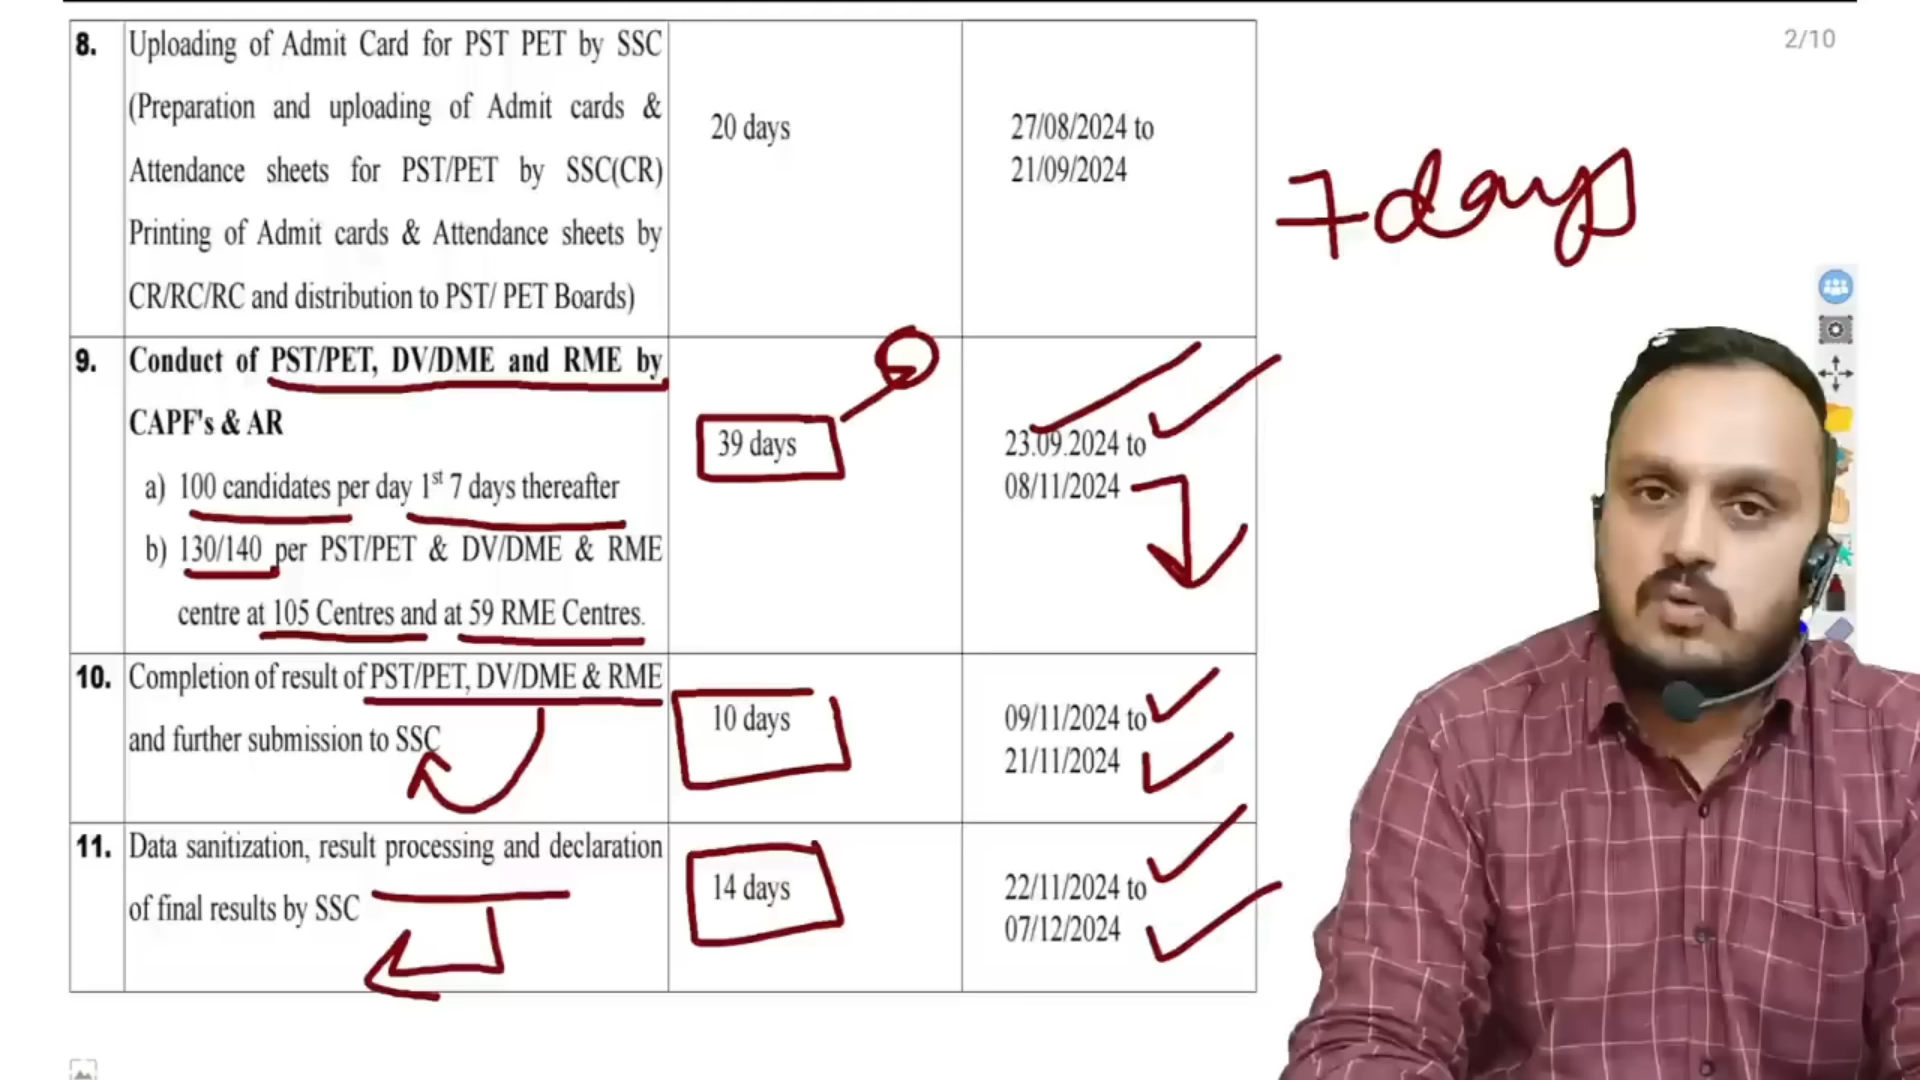 2/10
8.
Uploading of Admit Card for PST PET by SSC
(Preparation and uploading of Admit cards &
Attendance sheets for PST/PET by SSC(CR)
Printing of Admit cards & Attendance sheets by
CR/RC/RC and distribution to PST/ PET Boards)
20 days
27/08/2024 to
21/09/2024
7 days
9.
Conduct of PST/PET, DV/DME and RME by
CAPF's & AR
a) 100 candidates per day 1st 7 days thereafter
b) 130/140 per PST/PET & DV/DME & RME
centre at 105 Centres and at 59 RME Centres.
39 days
23.09.2024 to
08/11/2024
10.
Completion of result of PST/PET, DV/DME & RME
and further submission to SSC
10 days
09/11/2024 to
21/11/2024
11.
Data sanitization, result processing and declaration
of final results by SSC
14 days
22/11/2024 to
07/12/2024